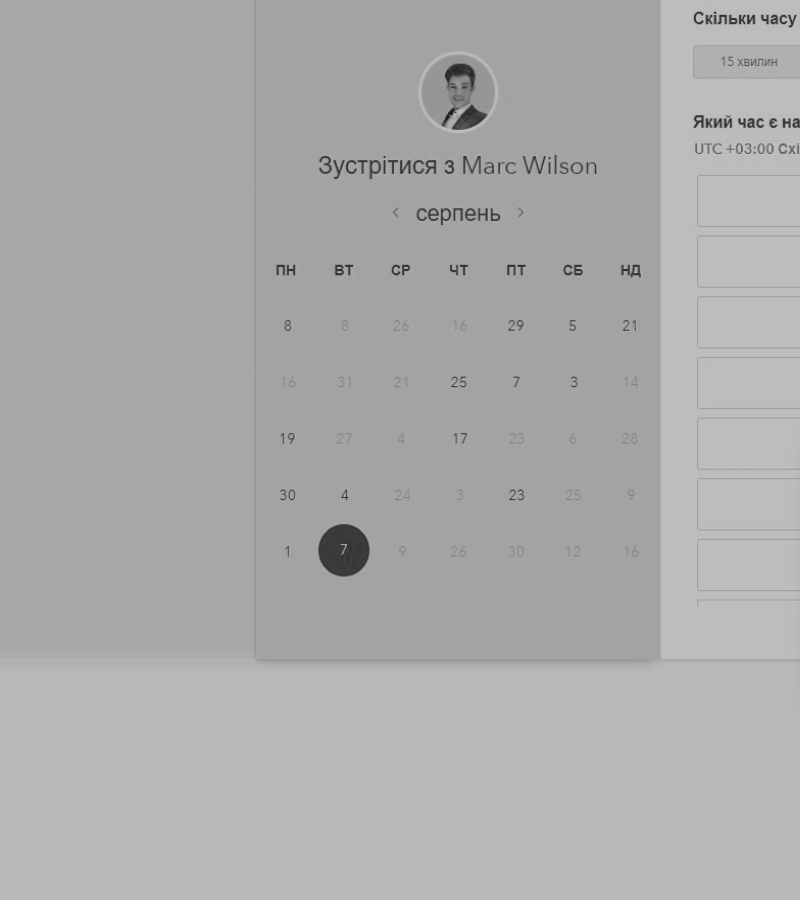 Зустрітися з Marc Wilson
‹ серпень ›
ПН ВТ СР ЧТ ПТ СБ НД
8 8 26 16 29 5 21
16 31 21 25 7 3 14
19 27 4 17 23 6 28
30 4 24 3 23 25 9
1 7 9 26 30 12 16
Скільки часу
15 хвилин
Який час є на
UTC +03:00 Схі